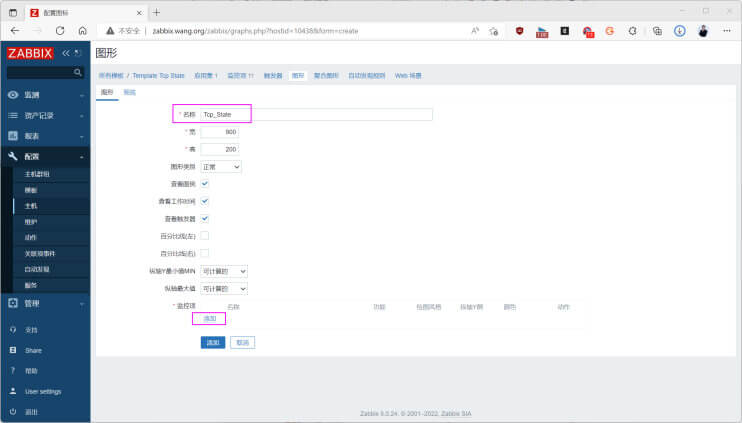 配置图形
不安全 | zabbix.wang.org/zabbix/graphs.php?hostid=10438&form=create
ZABBIX
图形
所有模板 / Template Tcp State 应用集 1 监控项 11 触发器 图形 聚合图形 自动发现规则 Web 场景
图形 预览
监测
资产记录
报表
配置
主机群组
模板
主机
维护
动作
关联项事件
自动发现
服务
管理
支持
Share
帮助
User settings
退出
* 名称 Tcp_State
* 宽 900
* 高 200
图形类别 正常
查看图例
查看工作时间
查看触发器
百分比线(左)
百分比线(右)
纵轴Y最小值MIN 可计算的
纵轴最大值 可计算的
* 监控项 名称 功能 绘图风格 纵轴Y侧 颜色 动作
添加
添加 取消
Zabbix 5.0.24. © 2001–2022, Zabbix SIA